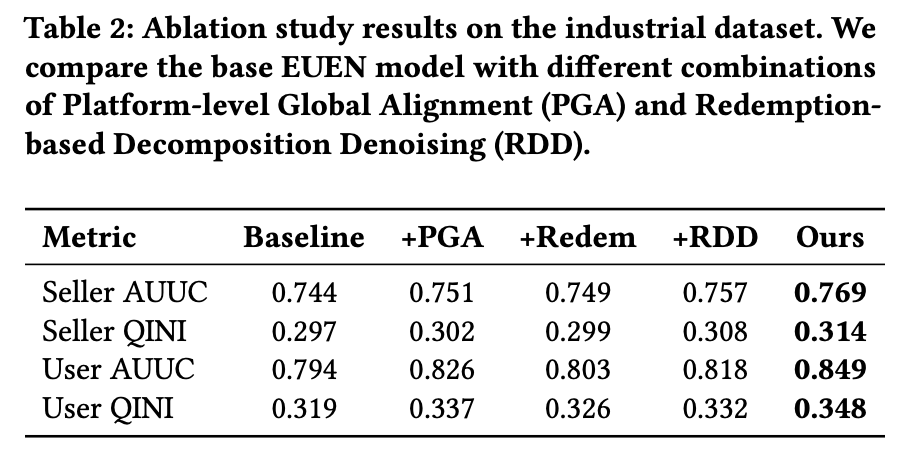 Table 2: Ablation study results on the industrial dataset. We
compare the base EUEN model with different combinations
of Platform-level Global Alignment (PGA) and Redemption-
based Decomposition Denoising (RDD).
Metric Baseline +PGA +Redem +RDD Ours
Seller AUUC 0.744 0.751 0.749 0.757 0.769
Seller QINI 0.297 0.302 0.299 0.308 0.314
User AUUC 0.794 0.826 0.803 0.818 0.849
User QINI 0.319 0.337 0.326 0.332 0.348